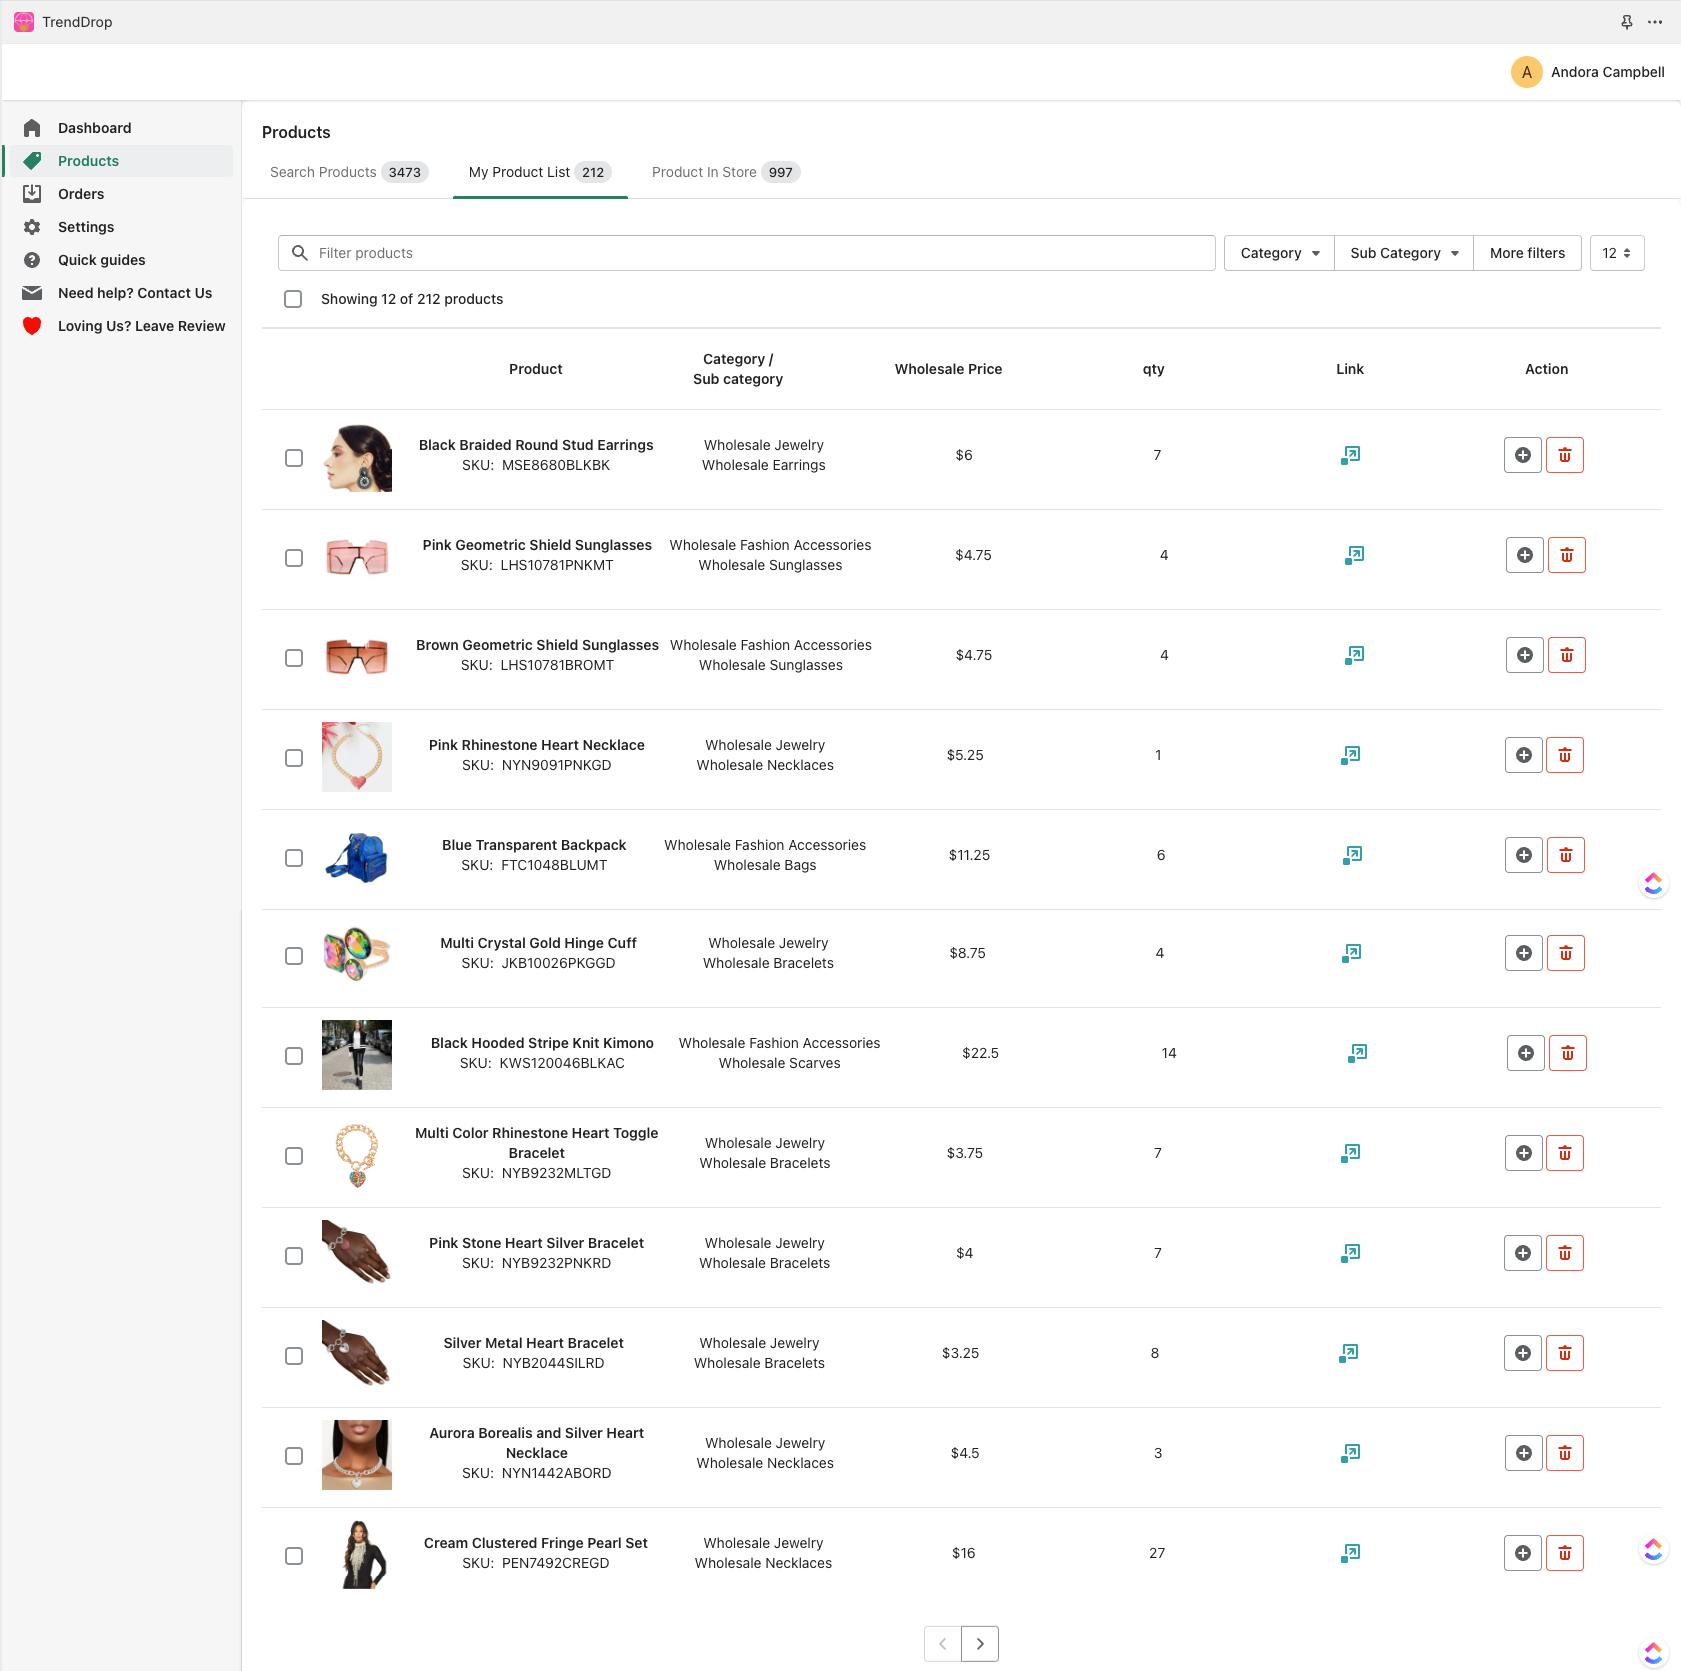 TrendDrop
A Andora Campbell
Dashboard
Products
Orders
Settings
Quick guides
Need help? Contact Us
Loving Us? Leave Review
Products
Search Products 3473 My Product List 212 Product In Store 997
Filter products Category Sub Category More filters 12
Showing 12 of 212 products
Product Category / Sub category Wholesale Price qty Link Action
Black Braided Round Stud Earrings Wholesale Jewelry $6 7
SKU: MSE8680BLKBK Wholesale Earrings
Pink Geometric Shield Sunglasses Wholesale Fashion Accessories $4.75 4
SKU: LHS10781PNKMT Wholesale Sunglasses
Brown Geometric Shield Sunglasses Wholesale Fashion Accessories $4.75 4
SKU: LHS10781BROMT Wholesale Sunglasses
Pink Rhinestone Heart Necklace Wholesale Jewelry $5.25 1
SKU: NYN9091PNKGD Wholesale Necklaces
Blue Transparent Backpack Wholesale Fashion Accessories $11.25 6
SKU: FTC1048BLUMT Wholesale Bags
Multi Crystal Gold Hinge Cuff Wholesale Jewelry $8.75 4
SKU: JKB10026PKGGD Wholesale Bracelets
Black Hooded Stripe Knit Kimono Wholesale Fashion Accessories $22.5 14
SKU: KWS120046BLKAC Wholesale Scarves
Multi Color Rhinestone Heart Toggle
Bracelet Wholesale Jewelry $3.75 7
SKU: NYB9232MLTGD Wholesale Bracelets
Pink Stone Heart Silver Bracelet Wholesale Jewelry $4 7
SKU: NYB9232PNKRD Wholesale Bracelets
Silver Metal Heart Bracelet Wholesale Jewelry $3.25 8
SKU: NYB2044SILRD Wholesale Bracelets
Aurora Borealis and Silver Heart
Necklace Wholesale Jewelry $4.5 3
SKU: NYN1442ABORD Wholesale Necklaces
Cream Clustered Fringe Pearl Set Wholesale Jewelry $16 27
SKU: PEN7492CREGD Wholesale Necklaces